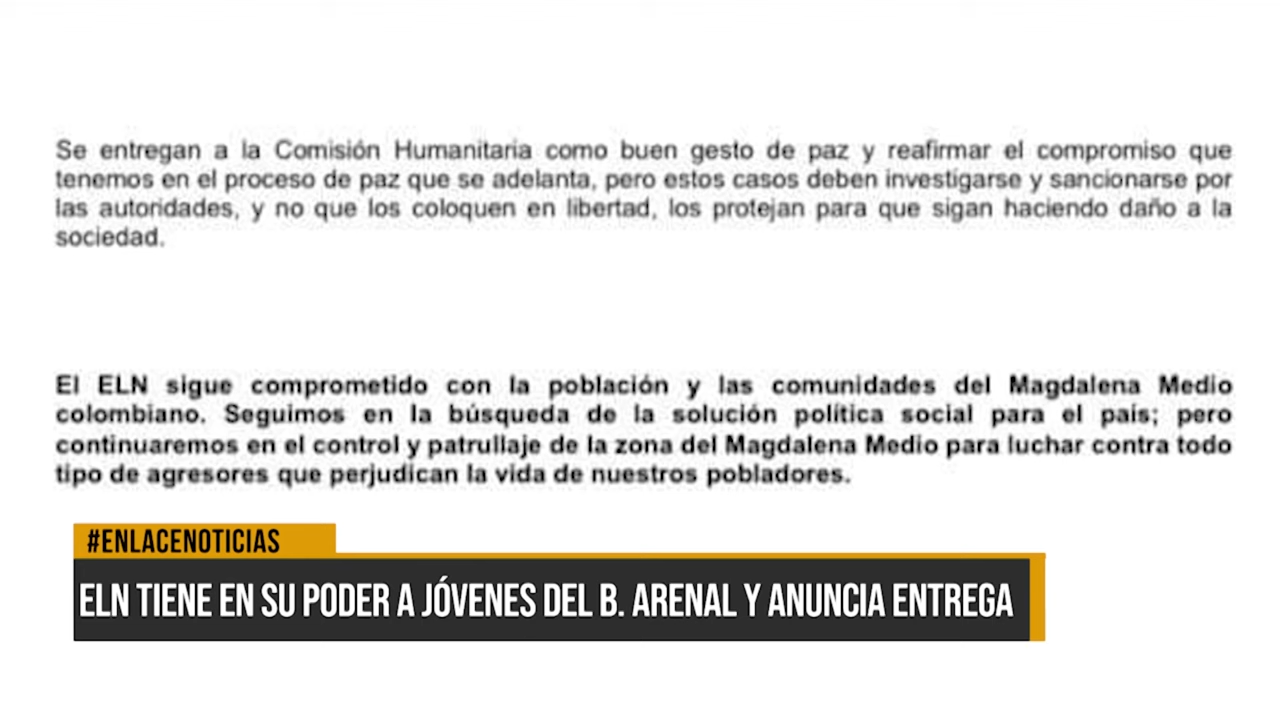 Se entregan a la Comisión Humanitaria como buen gesto de paz y reafirmar el compromiso que
tenemos en el proceso de paz que se adelanta, pero estos casos deben investigarse y sancionarse por
las autoridades, y no que los coloquen en libertad, los protejan para que sigan haciendo daño a la
sociedad.
El ELN sigue comprometido con la población y las comunidades del Magdalena Medio
colombiano. Seguimos en la búsqueda de la solución política social para el país; pero
continuaremos en el control y patrullaje de la zona del Magdalena Medio para luchar contra todo
tipo de agresores que perjudican la vida de nuestros pobladores.
#ENLACENOTICIAS
ELN TIENE EN SU PODER A JÓVENES DEL B. ARENAL Y ANUNCIA ENTREGA